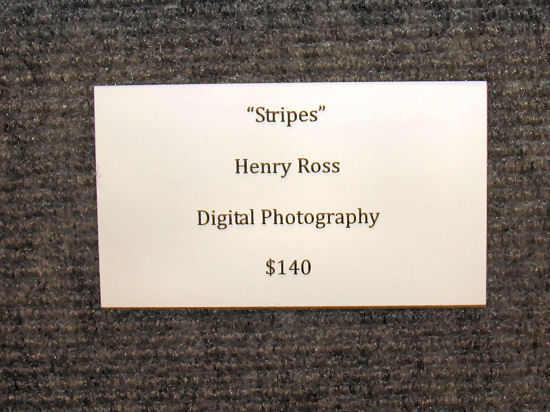 “Stripes”
Henry Ross
Digital Photography
$140